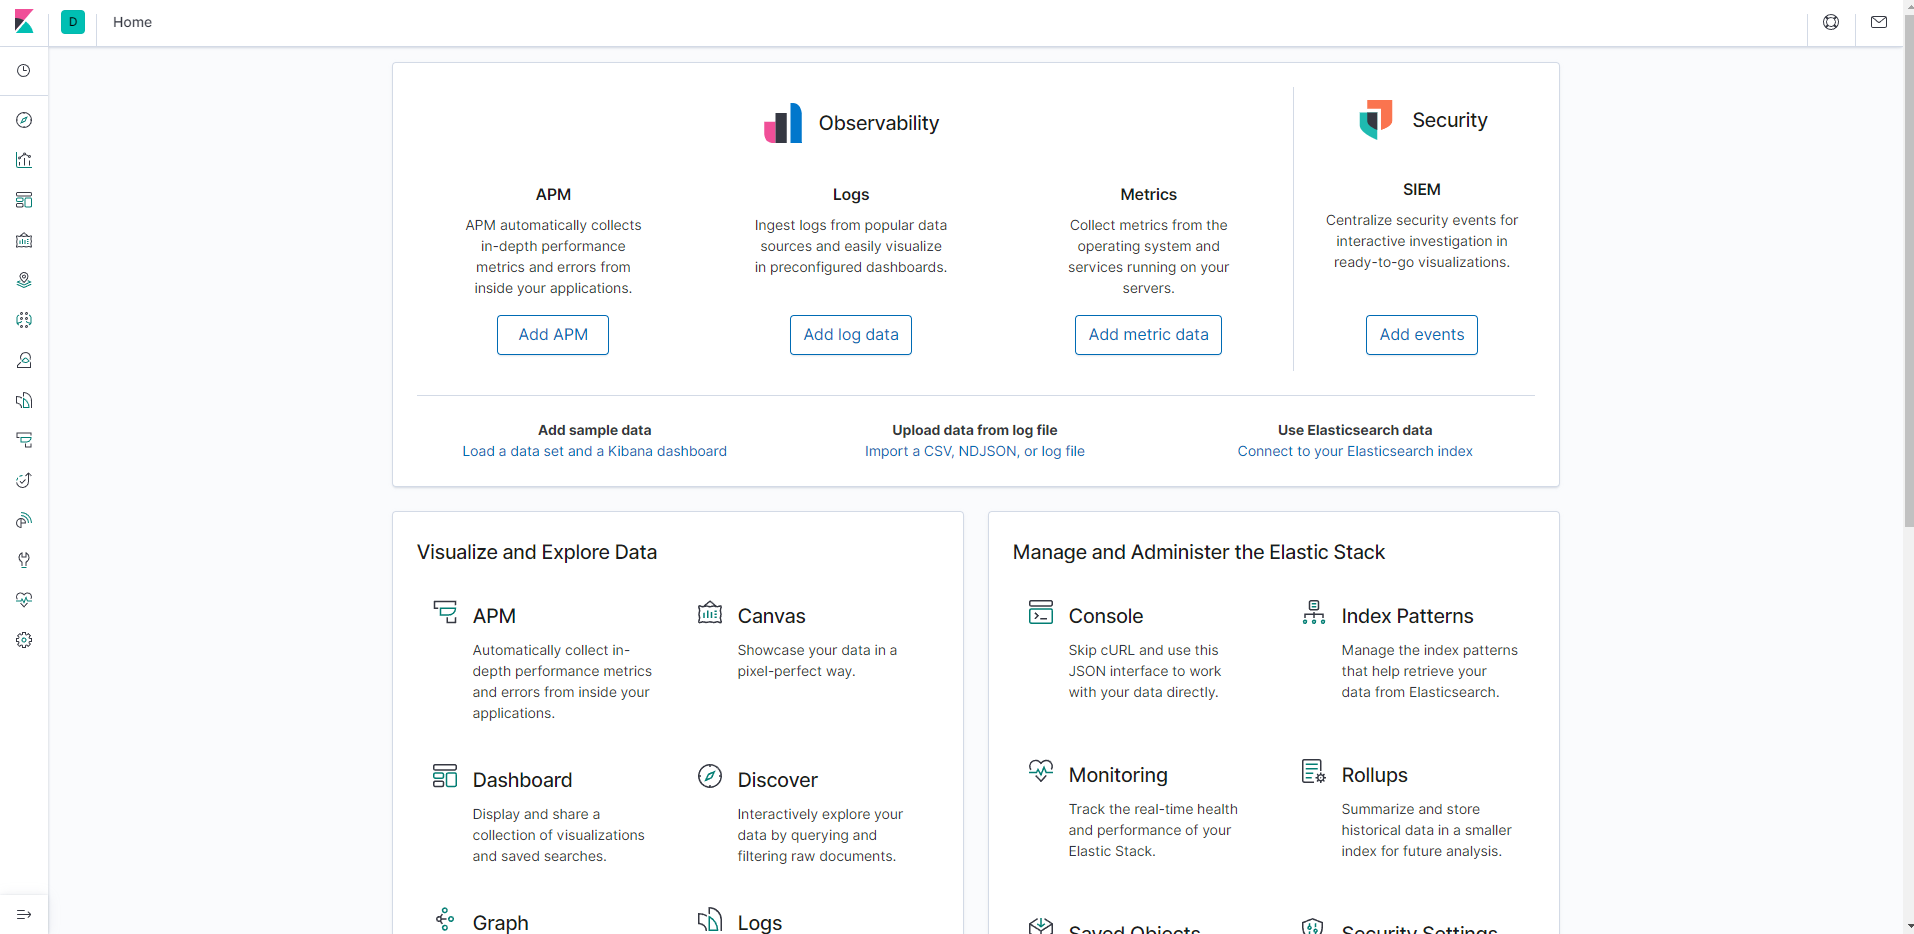 D Home
Observability
Security
APM
APM automatically collects
in-depth performance
metrics and errors from
inside your applications.
Add APM
Logs
Ingest logs from popular data
sources and easily visualize
in preconfigured dashboards.
Add log data
Metrics
Collect metrics from the
operating system and
services running on your
servers.
Add metric data
SIEM
Centralize security events for
interactive investigation in
ready-to-go visualizations.
Add events
Add sample data
Load a data set and a Kibana dashboard
Upload data from log file
Import a CSV, NDJSON, or log file
Use Elasticsearch data
Connect to your Elasticsearch index
Visualize and Explore Data
APM
Automatically collect in-
depth performance metrics
and errors from inside your
applications.
Canvas
Showcase your data in a
pixel-perfect way.
Dashboard
Display and share a
collection of visualizations
and saved searches.
Discover
Interactively explore your
data by querying and
filtering raw documents.
Graph
Logs
Manage and Administer the Elastic Stack
Console
Skip cURL and use this
JSON interface to work
with your data directly.
Index Patterns
Manage the index patterns
that help retrieve your
data from Elasticsearch.
Monitoring
Track the real-time health
and performance of your
Elastic Stack.
Rollups
Summarize and store
historical data in a smaller
index for future analysis.
Saved Objects
Security Settings